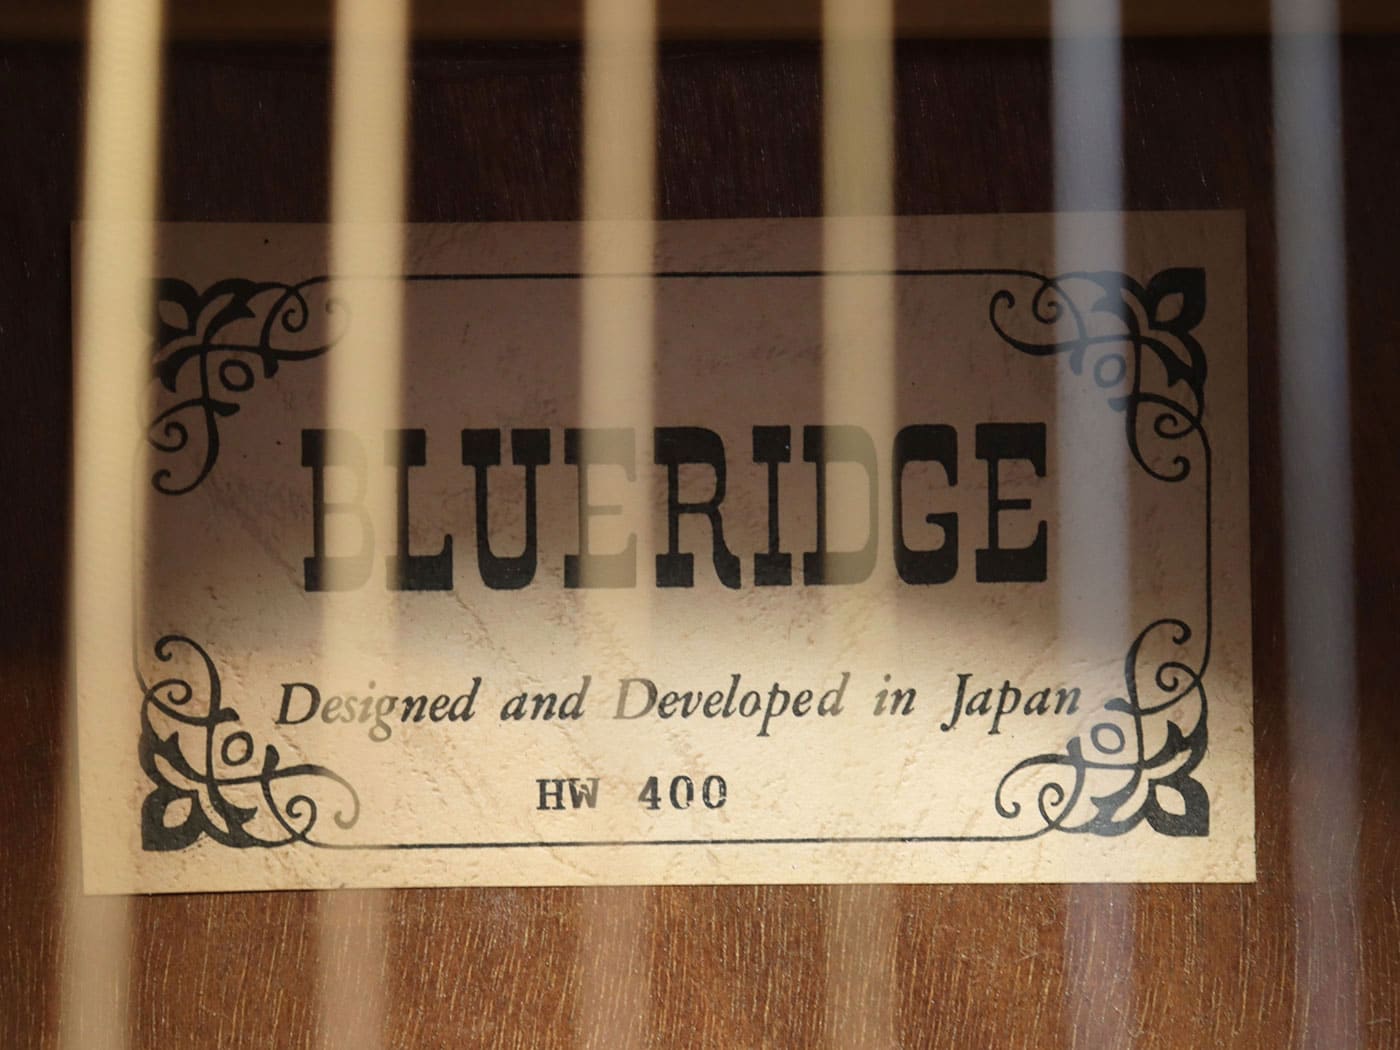 BLUERIDGE
Designed and Developed in Japan
HW 400